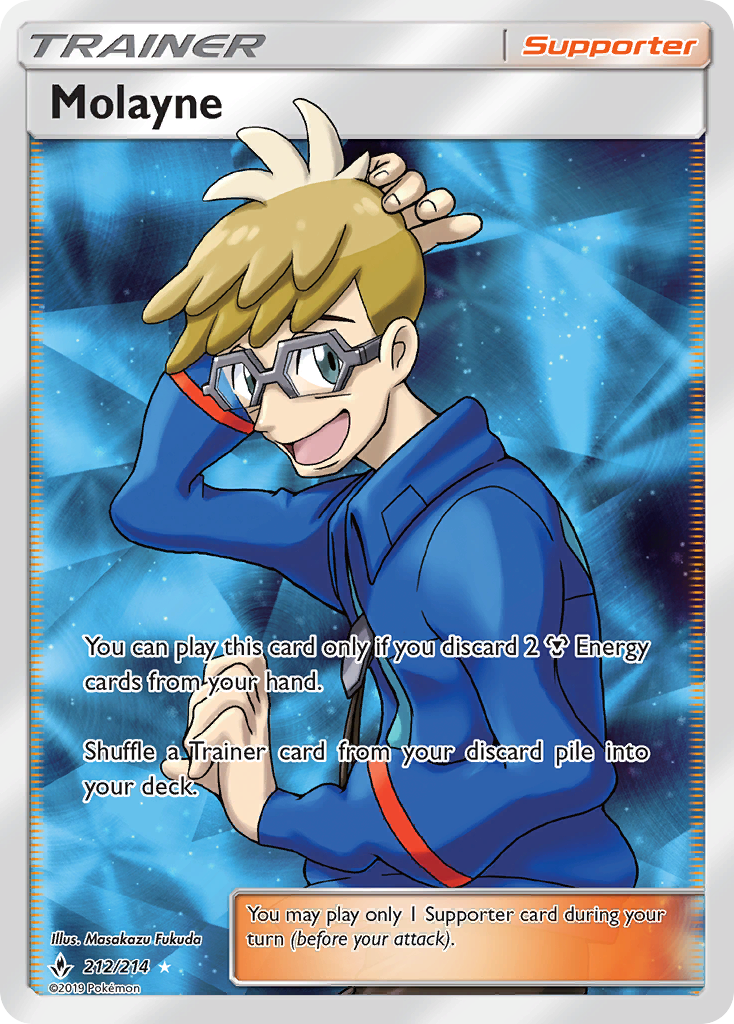 TRAINER
Supporter
Molayne
You can play this card only if you discard 2 Energy
cards from your hand.
Shuffle a Trainer card from your discard pile into
your deck.
You may play only 1 Supporter card during your
turn (before your attack).
Illus. Masakazu Fukuda
212/214 ★
©2019 Pokémon